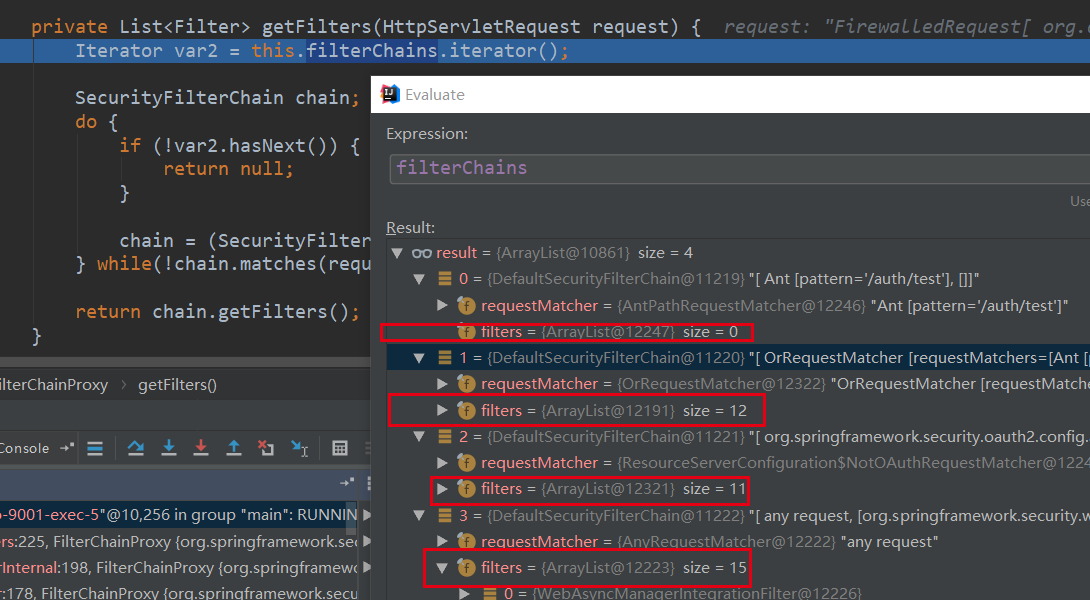 private List<Filter> getFilters(HttpServletRequest request) { request: "FirewalledRequest[ org.
Iterator var2 = this.filterChains.iterator();
SecurityFilterChain chain;
do {
if (!var2.hasNext()) {
return null;
}
chain = (SecurityFilter
} while(!chain.matches(requ
return chain.getFilters();
}
Evaluate
Expression:
filterChains
Use
Result:
result = {ArrayList@10861} size = 4
0 = {DefaultSecurityFilterChain@11219} "[ Ant [pattern='/auth/test'], []]"
requestMatcher = {AntPathRequestMatcher@12246} "Ant [pattern='/auth/test']"
filters = {ArrayList@12247} size = 0
1 = {DefaultSecurityFilterChain@11220} "[ OrRequestMatcher [requestMatchers=[Ant [
requestMatcher = {OrRequestMatcher@12322} "OrRequestMatcher [requestMatche
filters = {ArrayList@12191} size = 12
2 = {DefaultSecurityFilterChain@11221} "[ org.springframework.security.oauth2.config.
requestMatcher = {ResourceServerConfiguration$NotOAuthRequestMatcher@1224
filters = {ArrayList@12321} size = 11
3 = {DefaultSecurityFilterChain@11222} "[ any request, [org.springframework.security.w
requestMatcher = {AnyRequestMatcher@12222} "any request"
filters = {ArrayList@12223} size = 15
0 = {WebAsyncManagerIntegrationFilter@12226}
ilterChainProxy > getFilters()
Console
-9001-exec-5"@10,256 in group "main": RUNNIN
rs:225, FilterChainProxy {org.springframework.sec
rInternal:198, FilterChainProxy {org.springframew
r:178, FilterChainProxy {org.springframework.secu